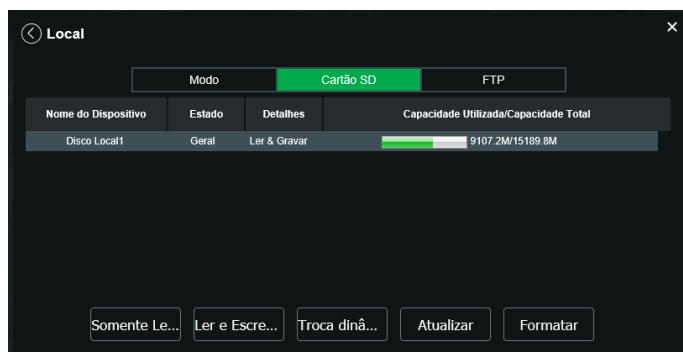 Local
Modo Cartão SD FTP
Nome do Dispositivo Estado Detalhes Capacidade Utilizada/Capacidade Total
Disco Local1 Geral Ler & Gravar 9107.2M/15189.8M
Somente Le... Ler e Escre... Troca dinâ... Atualizar Formatar